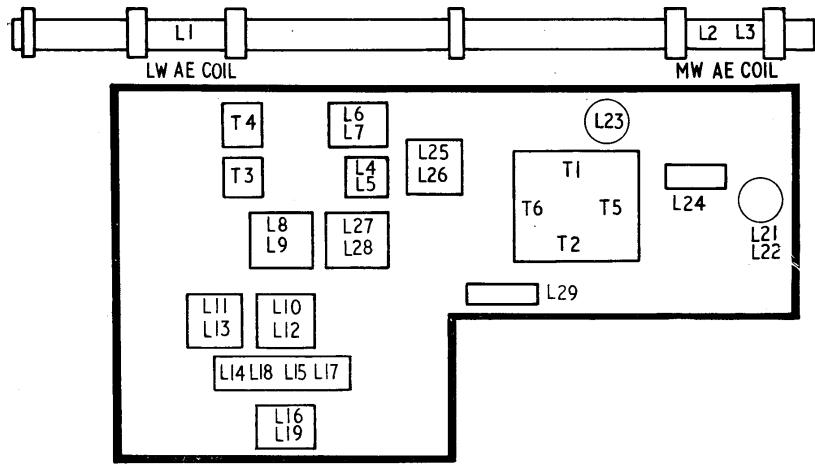 L1
L2 L3
LW AE COIL
MW AE COIL
T4
L6
L7
L23
L25
L26
T3
L4
L5
T1
T6
T5
T2
L24
L21
L22
L8
L9
L27
L28
L29
L11
L13
L10
L12
L14 L18 L15 L17
L16
L19